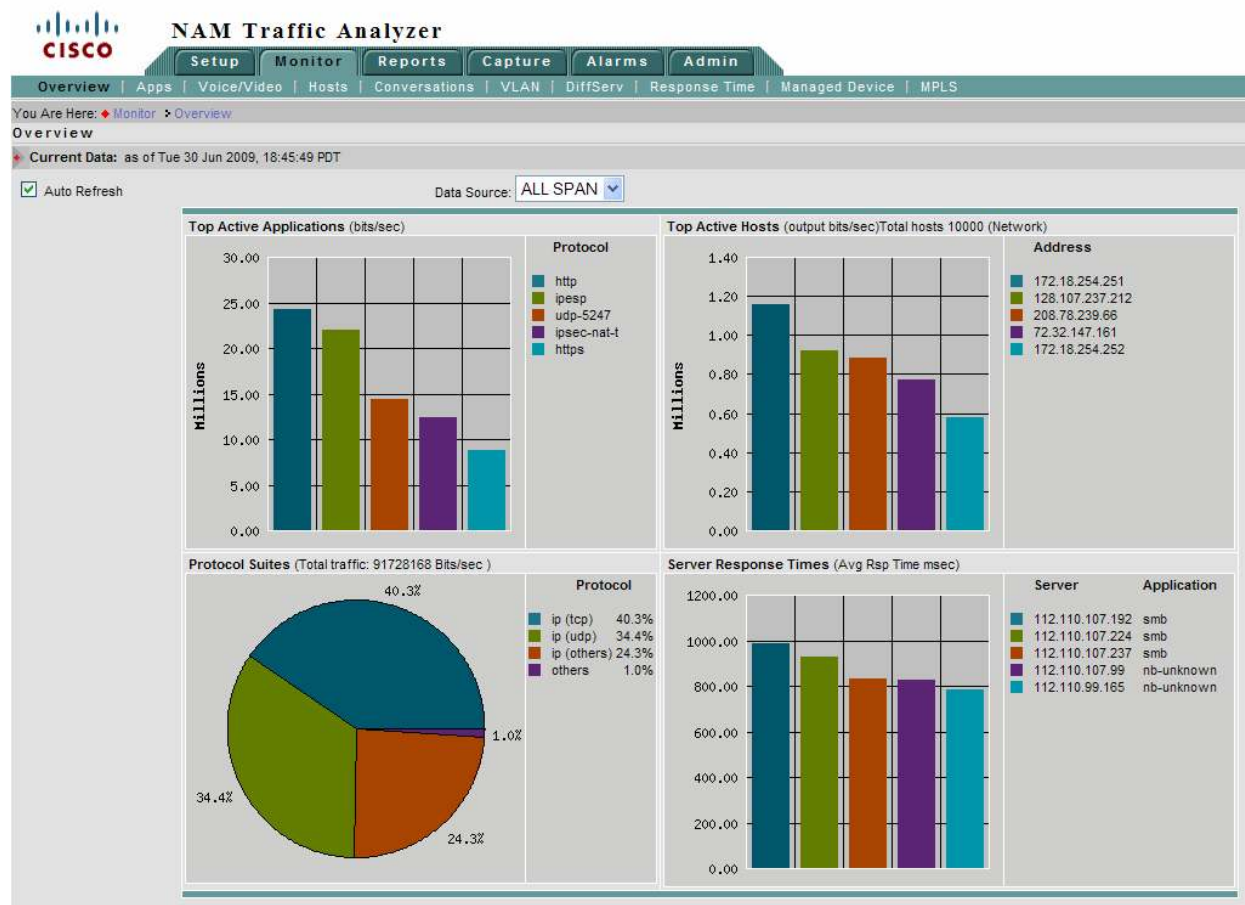 CISCO
NAM Traffic Analyzer
Setup Monitor Reports Capture Alarms Admin
Overview | Apps | Voice/Video | Hosts | Conversations | VLAN | DiffServ | Response Time | Managed Device | MPLS
You Are Here: Monitor Overview
Overview
Current Data: as of Tue 30 Jun 2009, 18:45:49 PDT
Auto Refresh
Data Source: ALL SPAN
Top Active Applications (bits/sec)
Millions
30.00
25.00
20.00
15.00
10.00
5.00
0.00
Protocol
http
ipesp
udp-5247
ipsec-nat-t
https
Top Active Hosts (output bits/sec)Total hosts 10000 (Network)
Millions
1.40
1.20
1.00
0.80
0.60
0.40
0.20
0.00
Address
172.18.254.251
128.107.237.212
208.78.239.66
72.32.147.161
172.18.254.252
Protocol Suites (Total traffic: 91728168 Bits/sec )
40.3%
1.0%
34.4%
24.3%
Protocol
ip (tcp) 40.3%
ip (udp) 34.4%
ip (others) 24.3%
others 1.0%
Server Response Times (Avg Rsp Time msec)
1200.00
1000.00
800.00
600.00
400.00
200.00
0.00
Server Application
112.110.107.192 smb
112.110.107.224 smb
112.110.107.237 smb
112.110.107.99 nb-unknown
112.110.99.165 nb-unknown